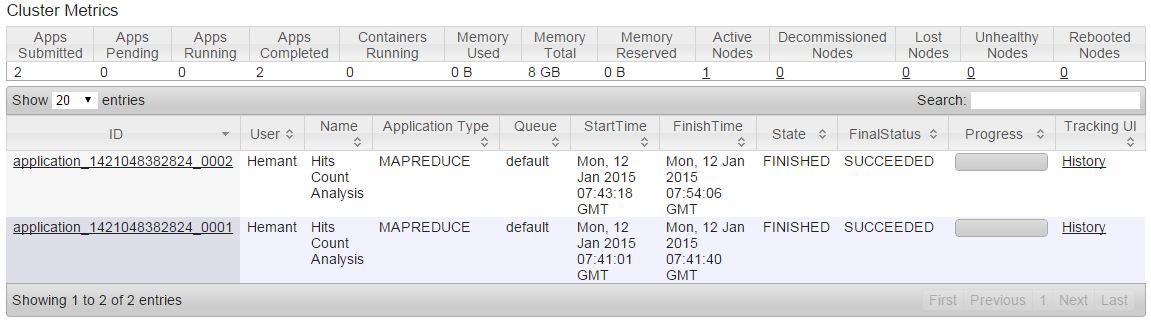 Cluster Metrics
Apps Submitted Apps Pending Apps Running Apps Completed Containers Running Memory Used Memory Total Memory Reserved Active Nodes Decommissioned Nodes Lost Nodes Unhealthy Nodes Rebooted Nodes
2 0 0 2 0 0 B 8 GB 0 B 1 0 0 0 0
Show 20 entries Search:
ID User Name Application Type Queue StartTime FinishTime State FinalStatus Progress Tracking UI
application_1421048382824_0002 Hemant Hits Count Analysis MAPREDUCE default Mon, 12 Jan 2015 07:43:18 GMT Mon, 12 Jan 2015 07:54:06 GMT FINISHED SUCCEEDED History
application_1421048382824_0001 Hemant Hits Count Analysis MAPREDUCE default Mon, 12 Jan 2015 07:41:01 GMT Mon, 12 Jan 2015 07:41:40 GMT FINISHED SUCCEEDED History
Showing 1 to 2 of 2 entries First Previous 1 Next Last